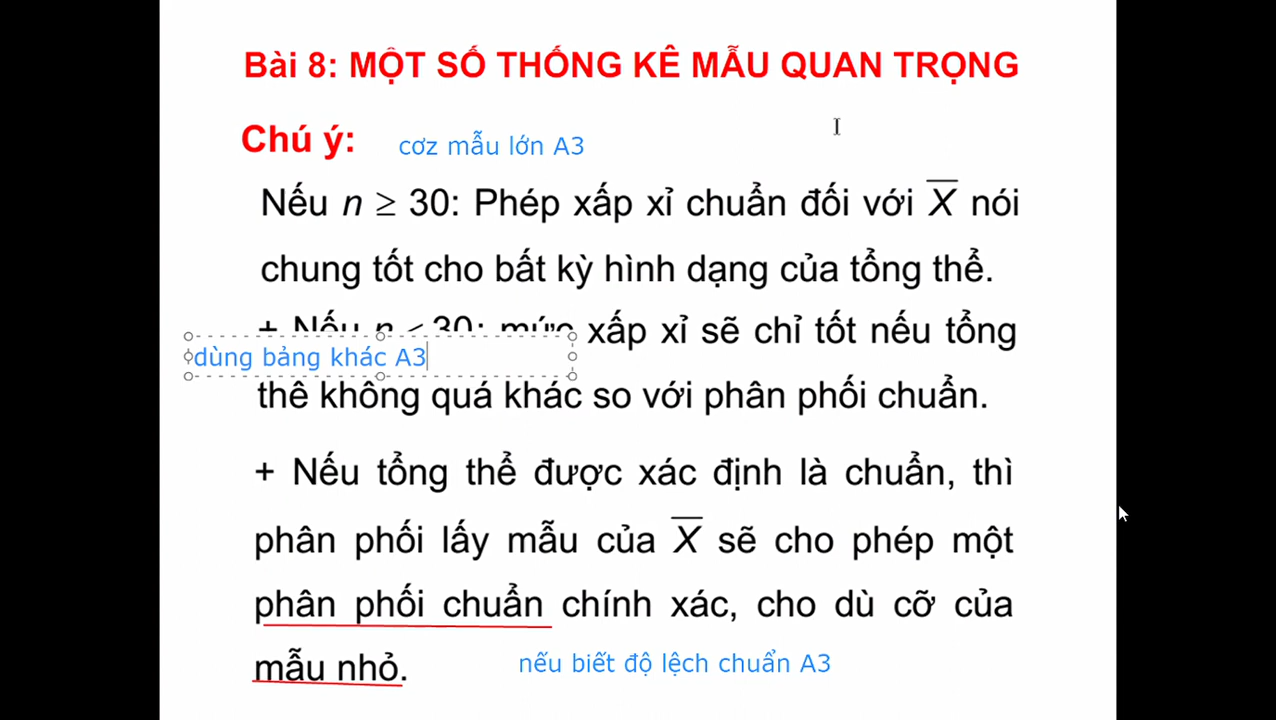 Bài 8: MỘT SỐ THỐNG KÊ MẪU QUAN TRỌNG
Chú ý: cơz mẫu lớn A3
Nếu n ≥ 30: Phép xấp xỉ chuẩn đối với X̅ nói
chung tốt cho bất kỳ hình dạng của tổng thể.
+ Nếu n < 30: mức xấp xỉ sẽ chỉ tốt nếu tổng
dùng bảng khác A3
thể không quá khác so với phân phối chuẩn.
+ Nếu tổng thể được xác định là chuẩn, thì
phân phối lấy mẫu của X̅ sẽ cho phép một
phân phối chuẩn chính xác, cho dù cỡ của
mẫu nhỏ. nếu biết độ lệch chuẩn A3